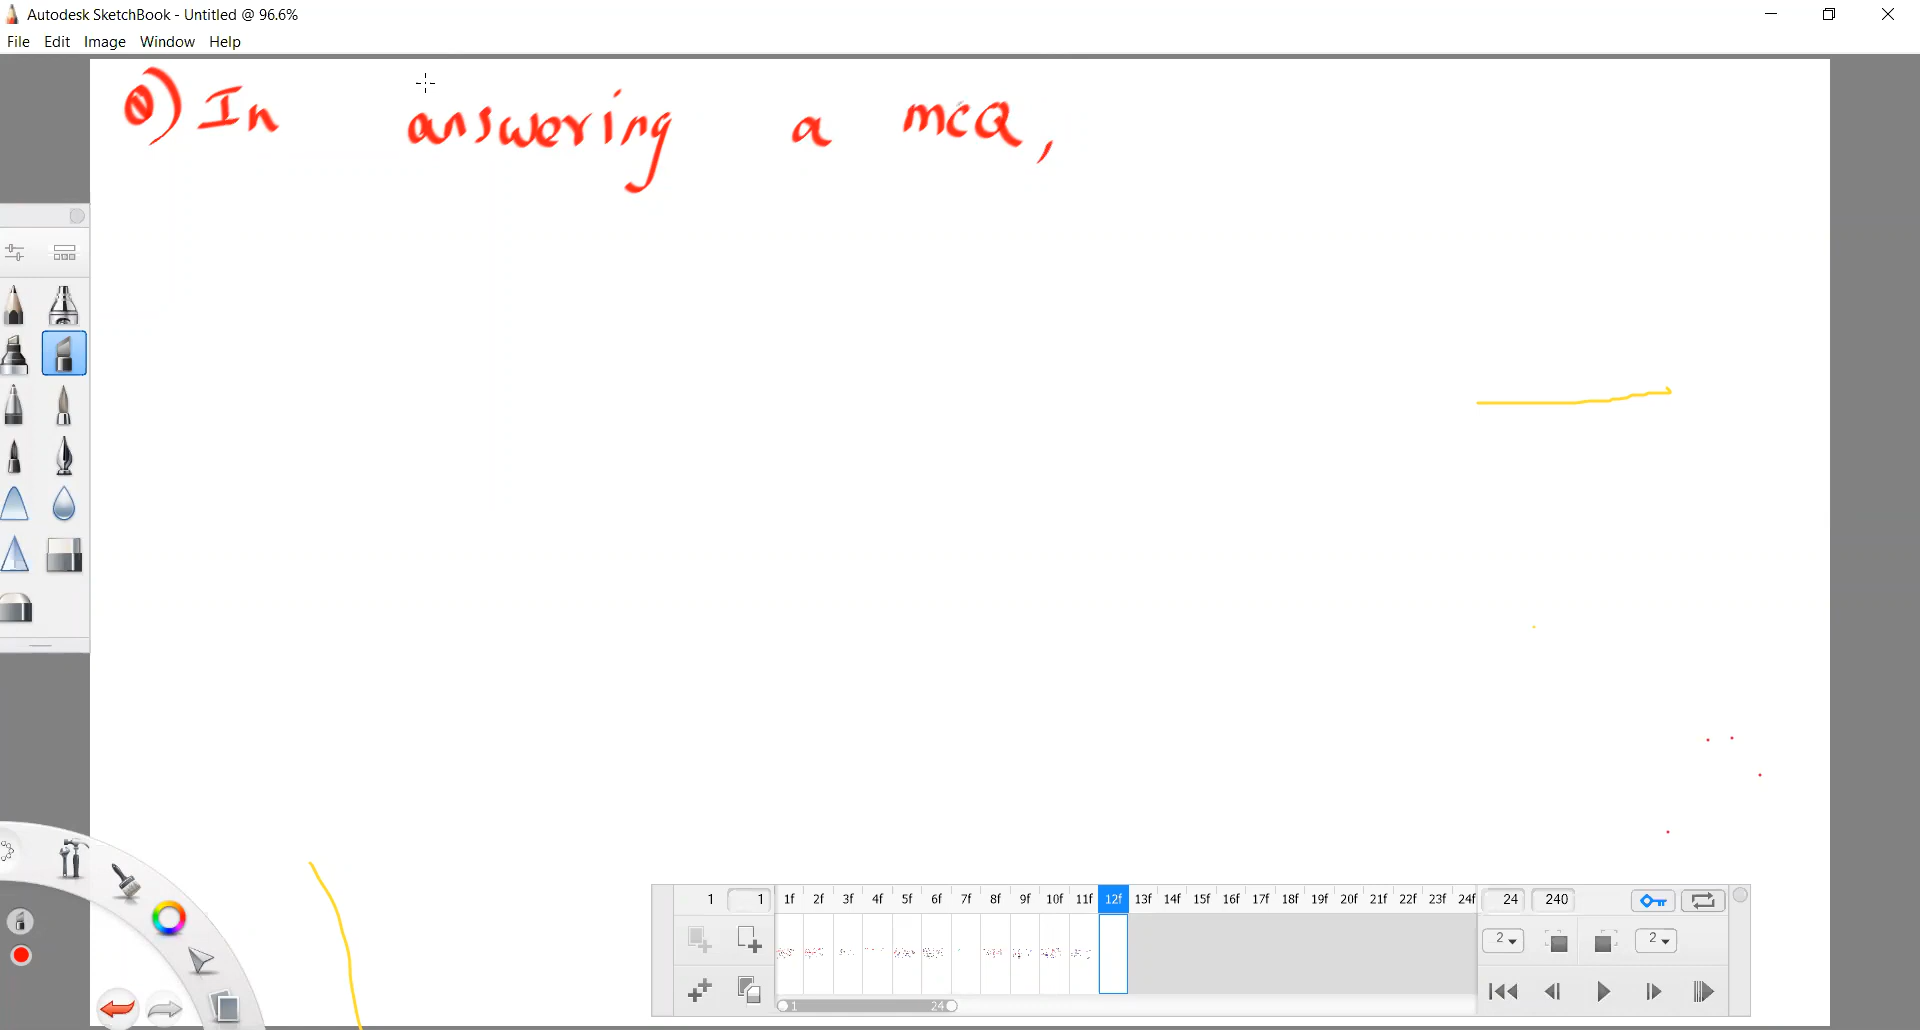 Autodesk SketchBook - Untitled @ 96.6%
File Edit Image Window Help
Q) In answering a mcQ,
1 1 1f 2f 3f 4f 5f 6f 7f 8f 9f 10f 11f 12f 13f 14f 15f 16f 17f 18f 19f 20f 21f 22f 23f 24f 24 240
2 2
1 24